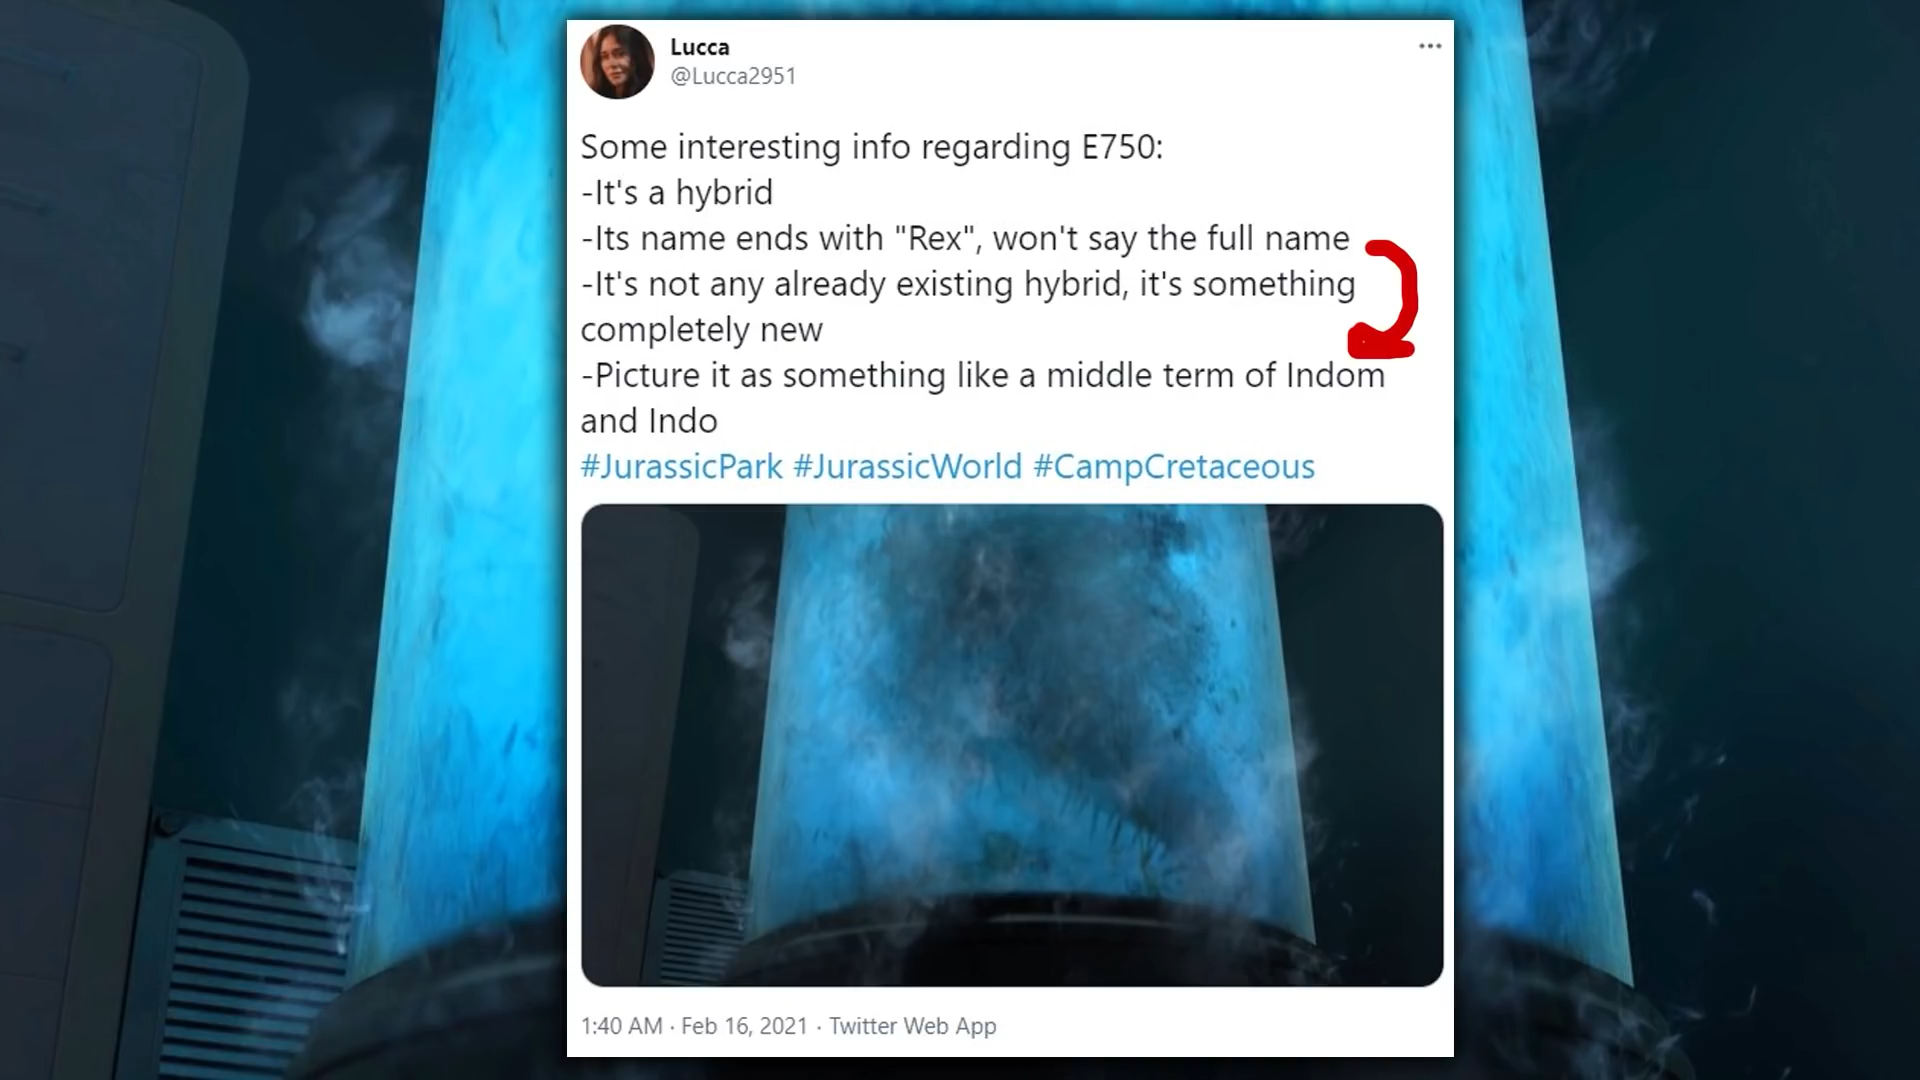 Lucca
@Lucca2951
Some interesting info regarding E750:
-It's a hybrid
-Its name ends with "Rex", won't say the full name
-It's not any already existing hybrid, it's something
completely new
-Picture it as something like a middle term of Indom
and Indo
#JurassicPark #JurassicWorld #CampCretaceous
1:40 AM · Feb 16, 2021 · Twitter Web App